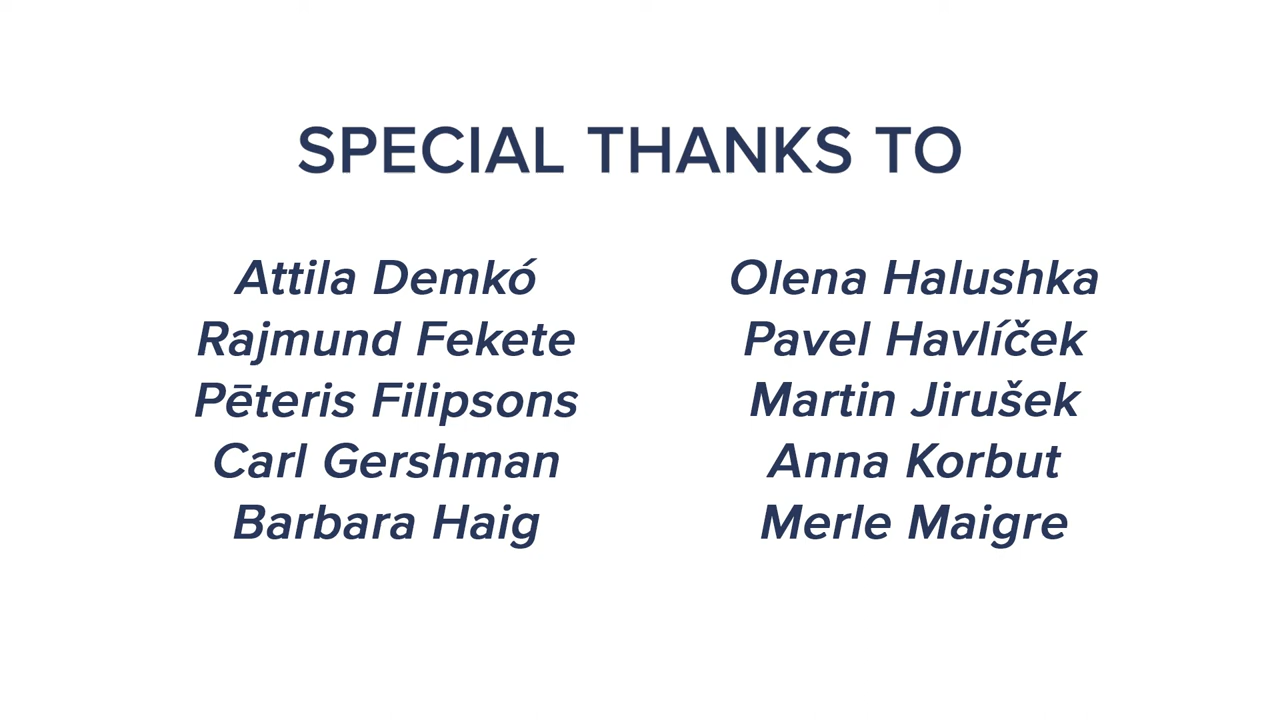 SPECIAL THANKS TO
Attila Demkó
Rajmund Fekete
Pēteris Filipsons
Carl Gershman
Barbara Haig
Olena Halushka
Pavel Havlíček
Martin Jirušek
Anna Korbut
Merle Maigre